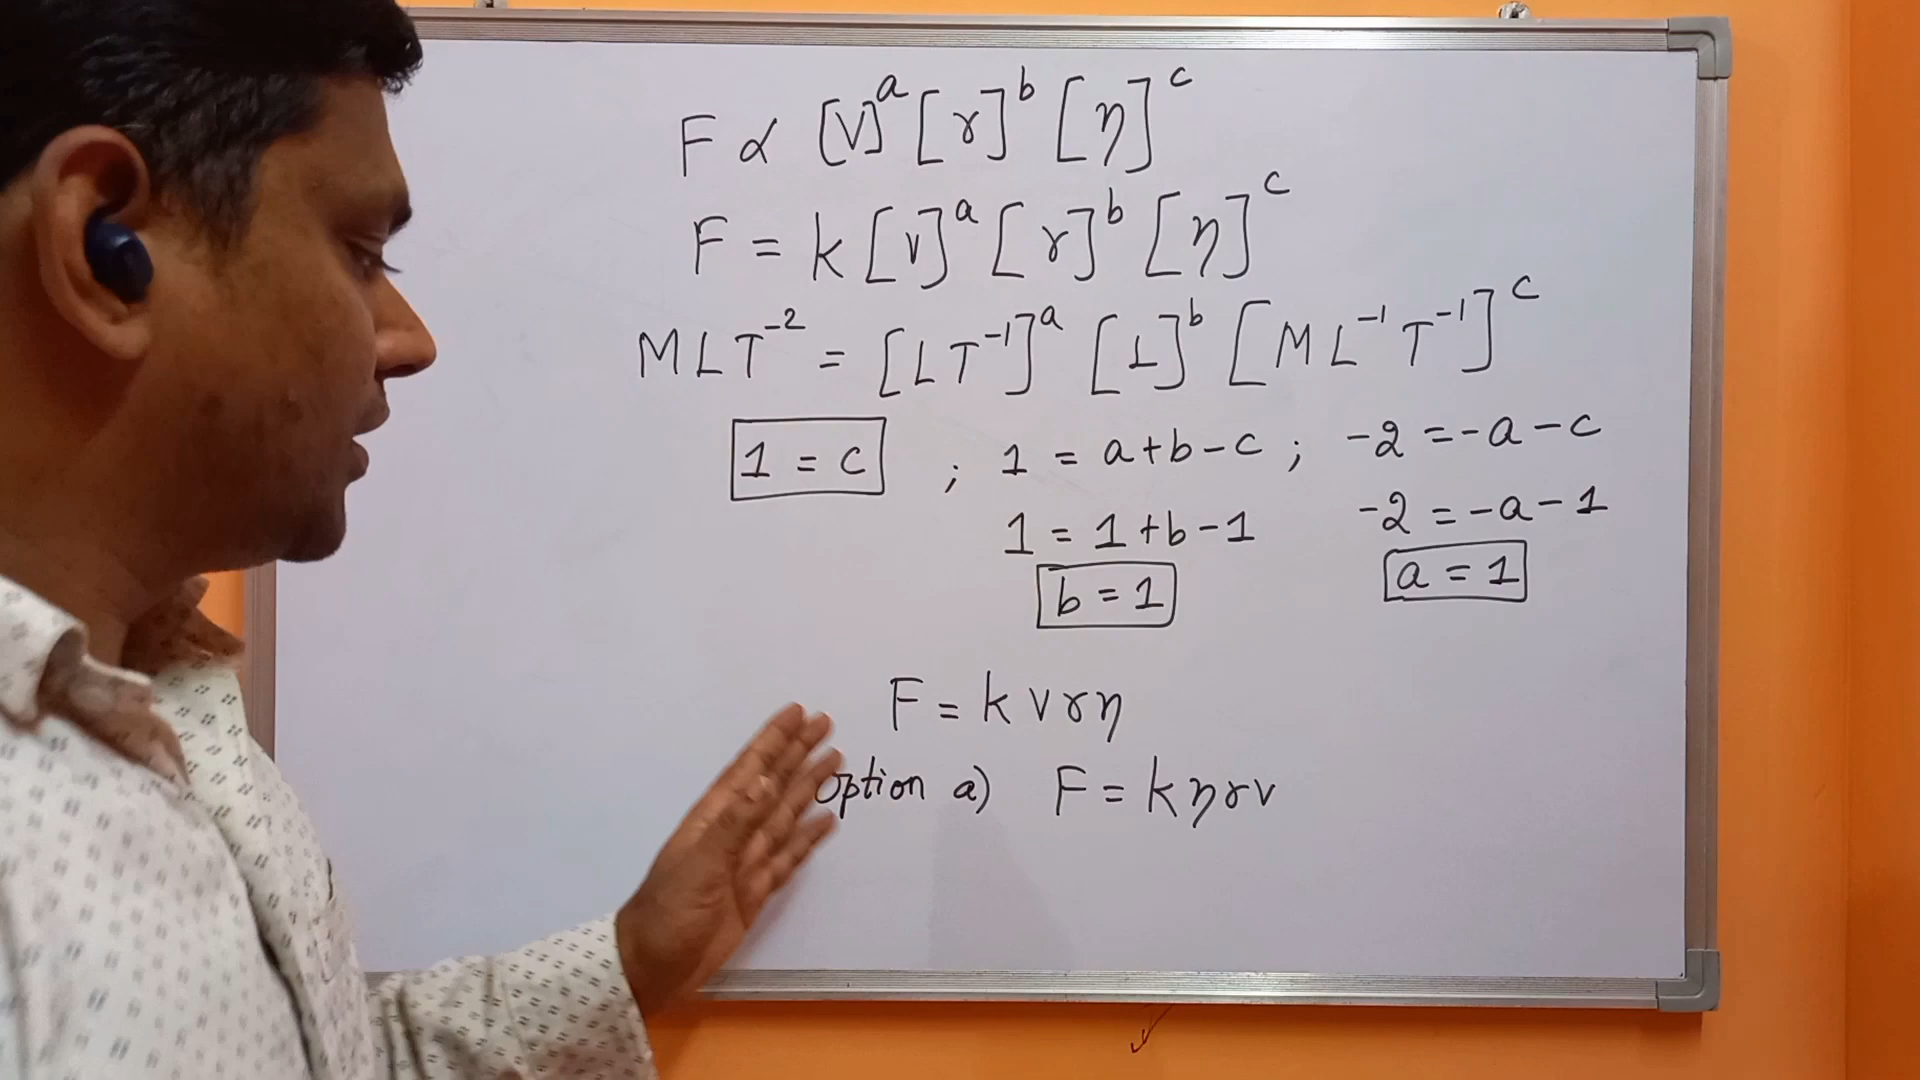 F ∝ [V]^a [r]^b [η]^c
F = k [v]^a [r]^b [η]^c
MLT^-2 = [LT^-1]^a [L]^b [ML^-1 T^-1]^c
1 = c ; 1 = a+b-c ; -2 = -a-c
1 = 1+b-1 -2 = -a-1
b = 1 a = 1
F = k v r η
option a) F = k η r v